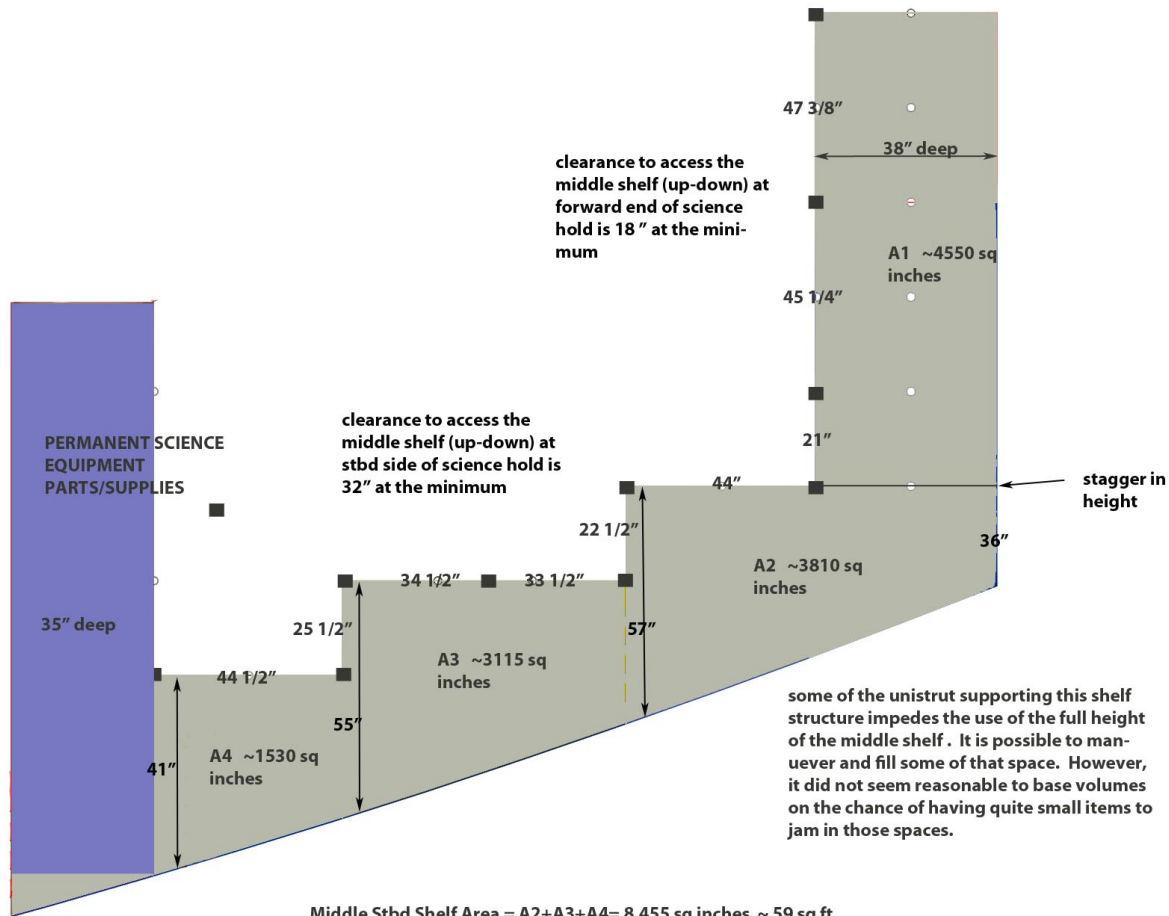 47 3/8”
38” deep
clearance to access the
middle shelf (up-down) at
forward end of science
hold is 18 ” at the mini-
mum
A1 ~4550 sq
inches
45 1/4”
clearance to access the
middle shelf (up-down) at
stbd side of science hold is
32” at the minimum
PERMANENT SCIENCE
EQUIPMENT
PARTS/SUPPLIES
21”
44”
stagger in
height
22 1/2”
36”
A2 ~3810 sq
inches
34 1/2”
33 1/2”
35” deep
25 1/2”
57”
A3 ~3115 sq
inches
44 1/2”
55”
A4 ~1530 sq
inches
41”
some of the unistrut supporting this shelf
structure impedes the use of the full height
of the middle shelf . It is possible to man-
uever and fill some of that space. However,
it did not seem reasonable to base volumes
on the chance of having quite small items to
jam in those spaces.
Middle Stbd Shelf Area = A2+A3+A4= 8,455 sq inches ~ 59 sq ft